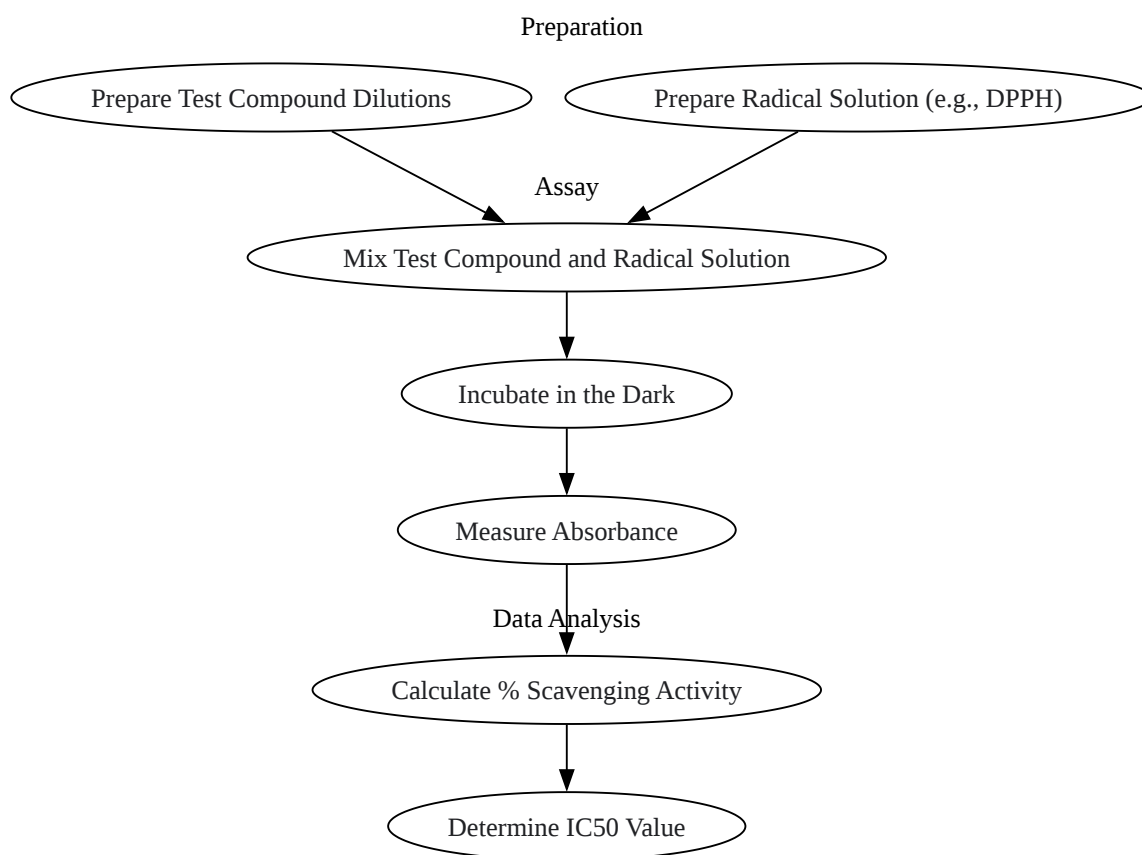 Preparation
Prepare Test Compound Dilutions
Prepare Radical Solution (e.g., DPPH)
Assay
Mix Test Compound and Radical Solution
Incubate in the Dark
Measure Absorbance
Data Analysis
Calculate % Scavenging Activity
Determine IC50 Value